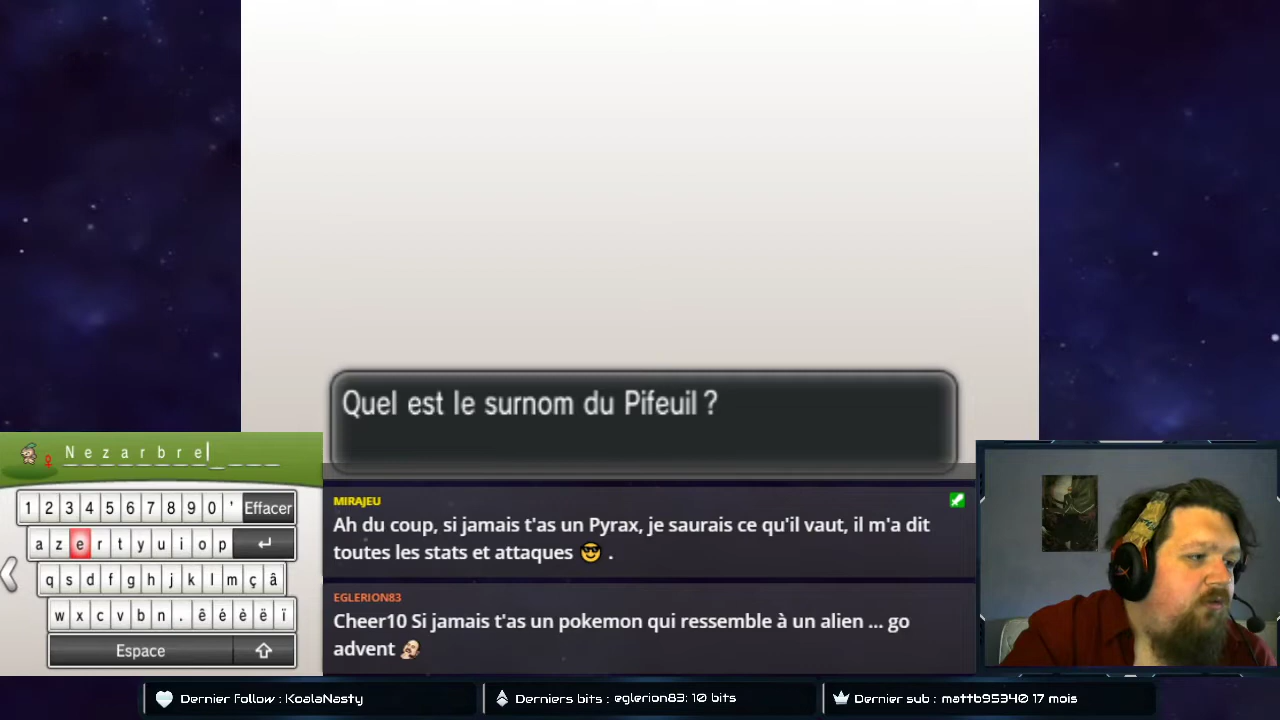 Quel est le surnom du Pifeuil ?
Nezarbre
1 2 3 4 5 6 7 8 9 0 ' Effacer
a z e r t y u i o p
q s d f g h j k l m ç â
w x c v b n . ê é è ë ï
Espace
MIRAJEU
Ah du coup, si jamais t'as un Pyrax, je saurais ce qu'il vaut, il m'a dit
toutes les stats et attaques 😎 .
EGLERION83
Cheer10 Si jamais t'as un pokemon qui ressemble à un alien ... go
advent
Dernier Follow : KoalaNasty
Derniers bits : eglerion83: 10 bits
Dernier sub : mattb95340 17 mois